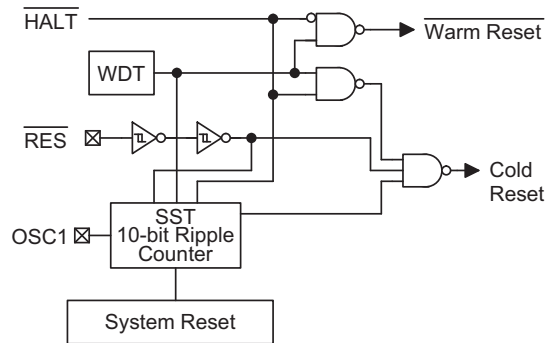 HALT
Warm Reset
WDT
RES
Cold
Reset
SST
10-bit Ripple
Counter
OSC1
System Reset